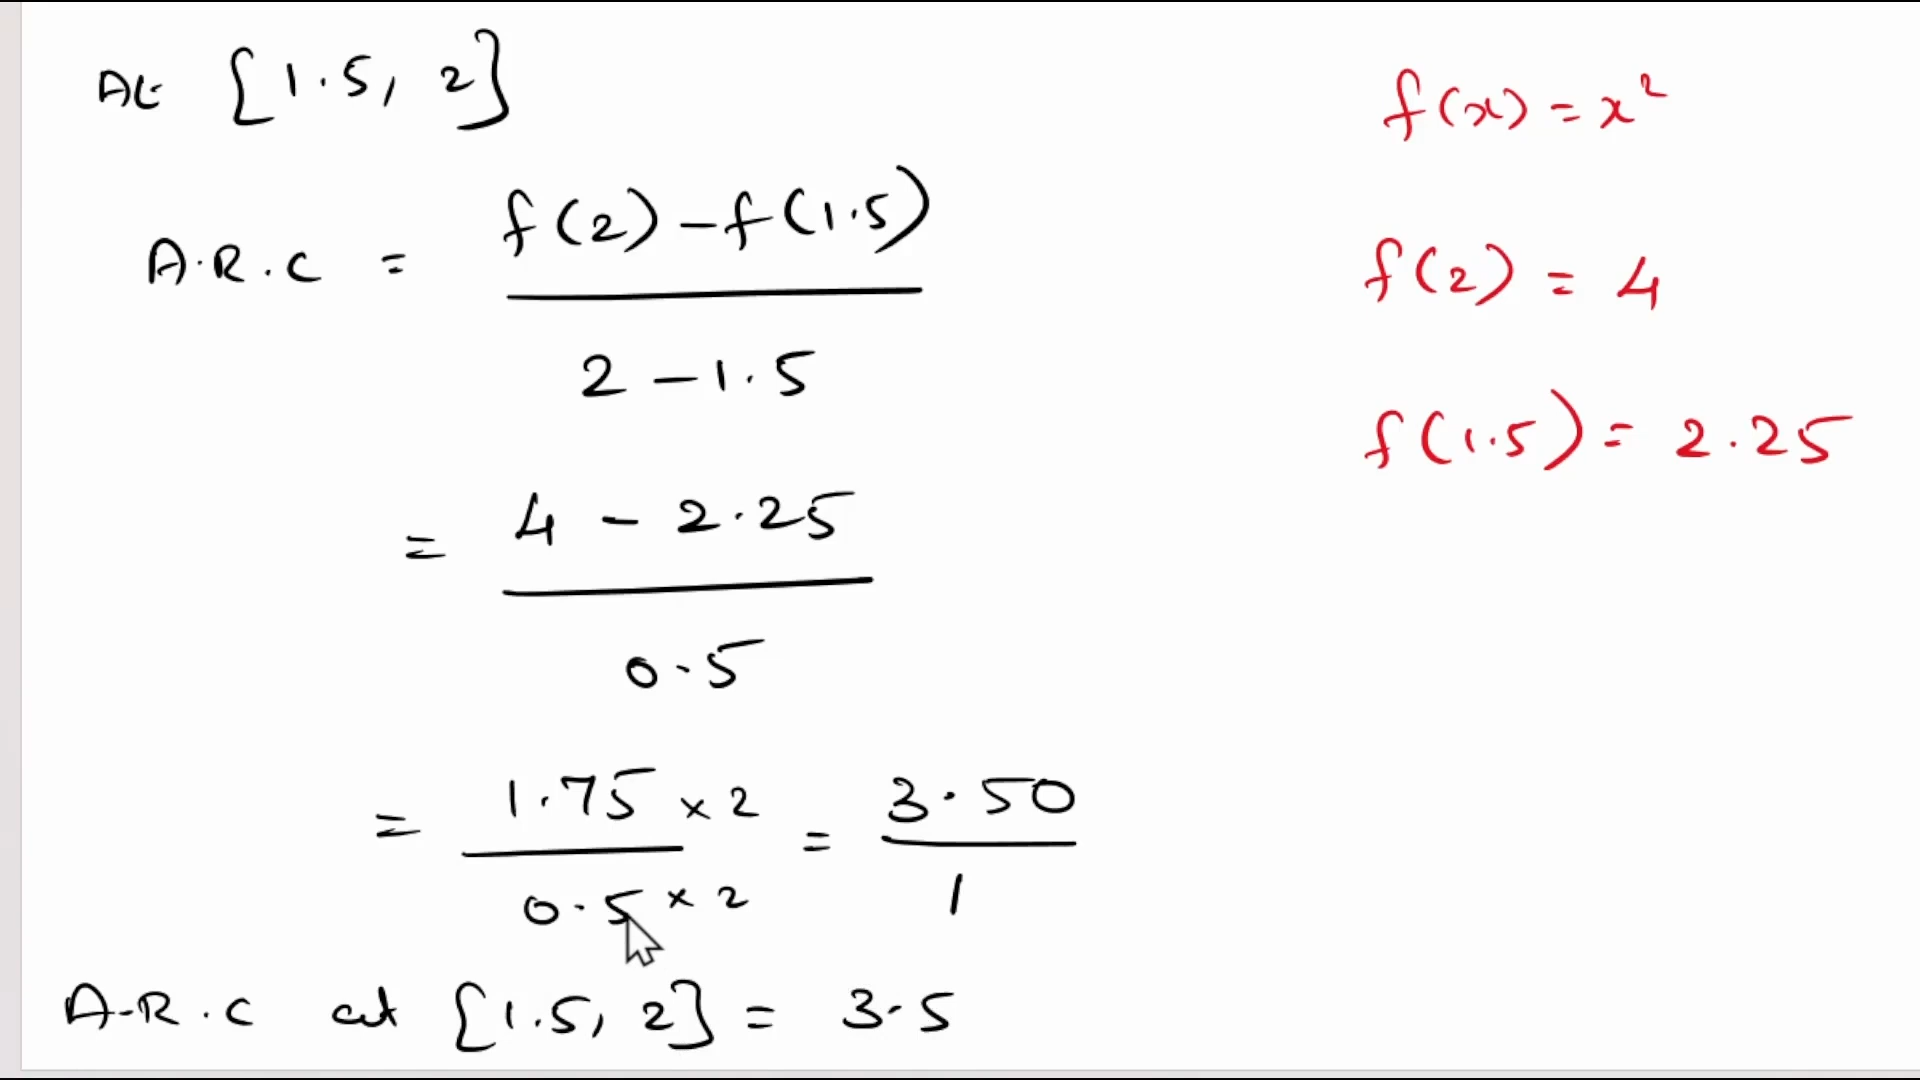 At [1.5, 2]
A.R.C = f(2) - f(1.5)
2 - 1.5
= 4 - 2.25
0.5
= 1.75 × 2 = 3.50
0.5 × 2 1
A-R.C at [1.5, 2] = 3.5
f(x) = x²
f(2) = 4
f(1.5) = 2.25